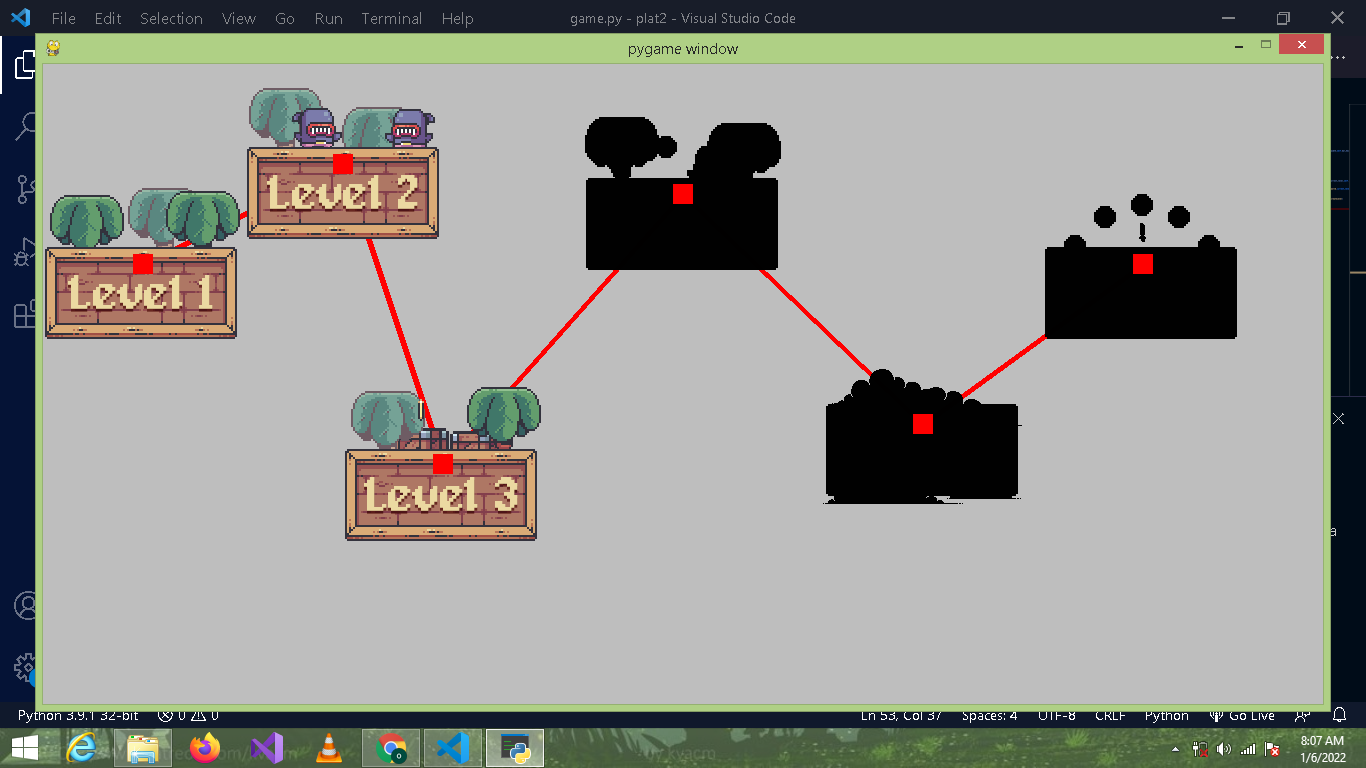 File Edit Selection View Go Run Terminal Help
game.py - plat2 - Visual Studio Code
pygame window
Level 2
Level 1
Level 3
Python 3.9.1 32-bit 0 0
Ln 53, Col 37 Spaces: 4 UTF-8 CRLF Python Go Live
8:07 AM
1/6/2022